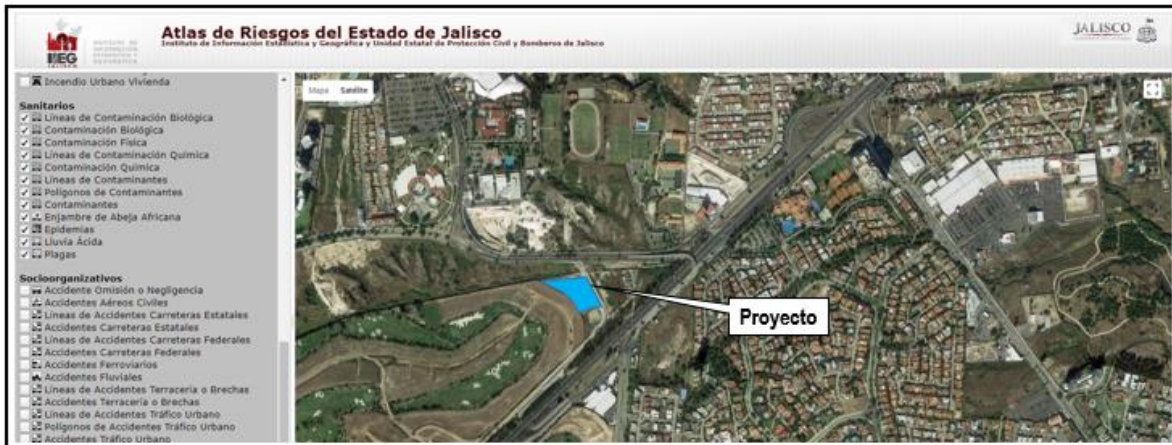 Atlas de Riesgos del Estado de Jalisco
Instituto de Información Estadística y Geográfica y Unidad Estatal de Protección Civil y Bomberos de Jalisco
IIEG
JALISCO
JALISCO
Incendio Urbano Vivienda
Sanitarios
Líneas de Contaminación Biológica
Contaminación Biológica
Contaminación Física
Líneas de Contaminación Química
Contaminación Química
Líneas de Contaminantes
Polígonos de Contaminantes
Contaminantes
Enjambre de Abeja Africana
Epidemias
Lluvia Ácida
Plagas
Socioorganizativos
Accidente Omisión o Negligencia
Accidentes Aéreos Civiles
Líneas de Accidentes Carreteras Estatales
Accidentes Carreteras Estatales
Líneas de Accidentes Carreteras Federales
Accidentes Carreteras Federales
Accidentes Ferroviarios
Accidentes Fluviales
Líneas de Accidentes Terracería o Brechas
Accidentes Terracería o Brechas
Líneas de Accidentes Tráfico Urbano
Polígonos de Accidentes Tráfico Urbano
Accidentes Tráfico Urbano
Mapa Satélite
Proyecto